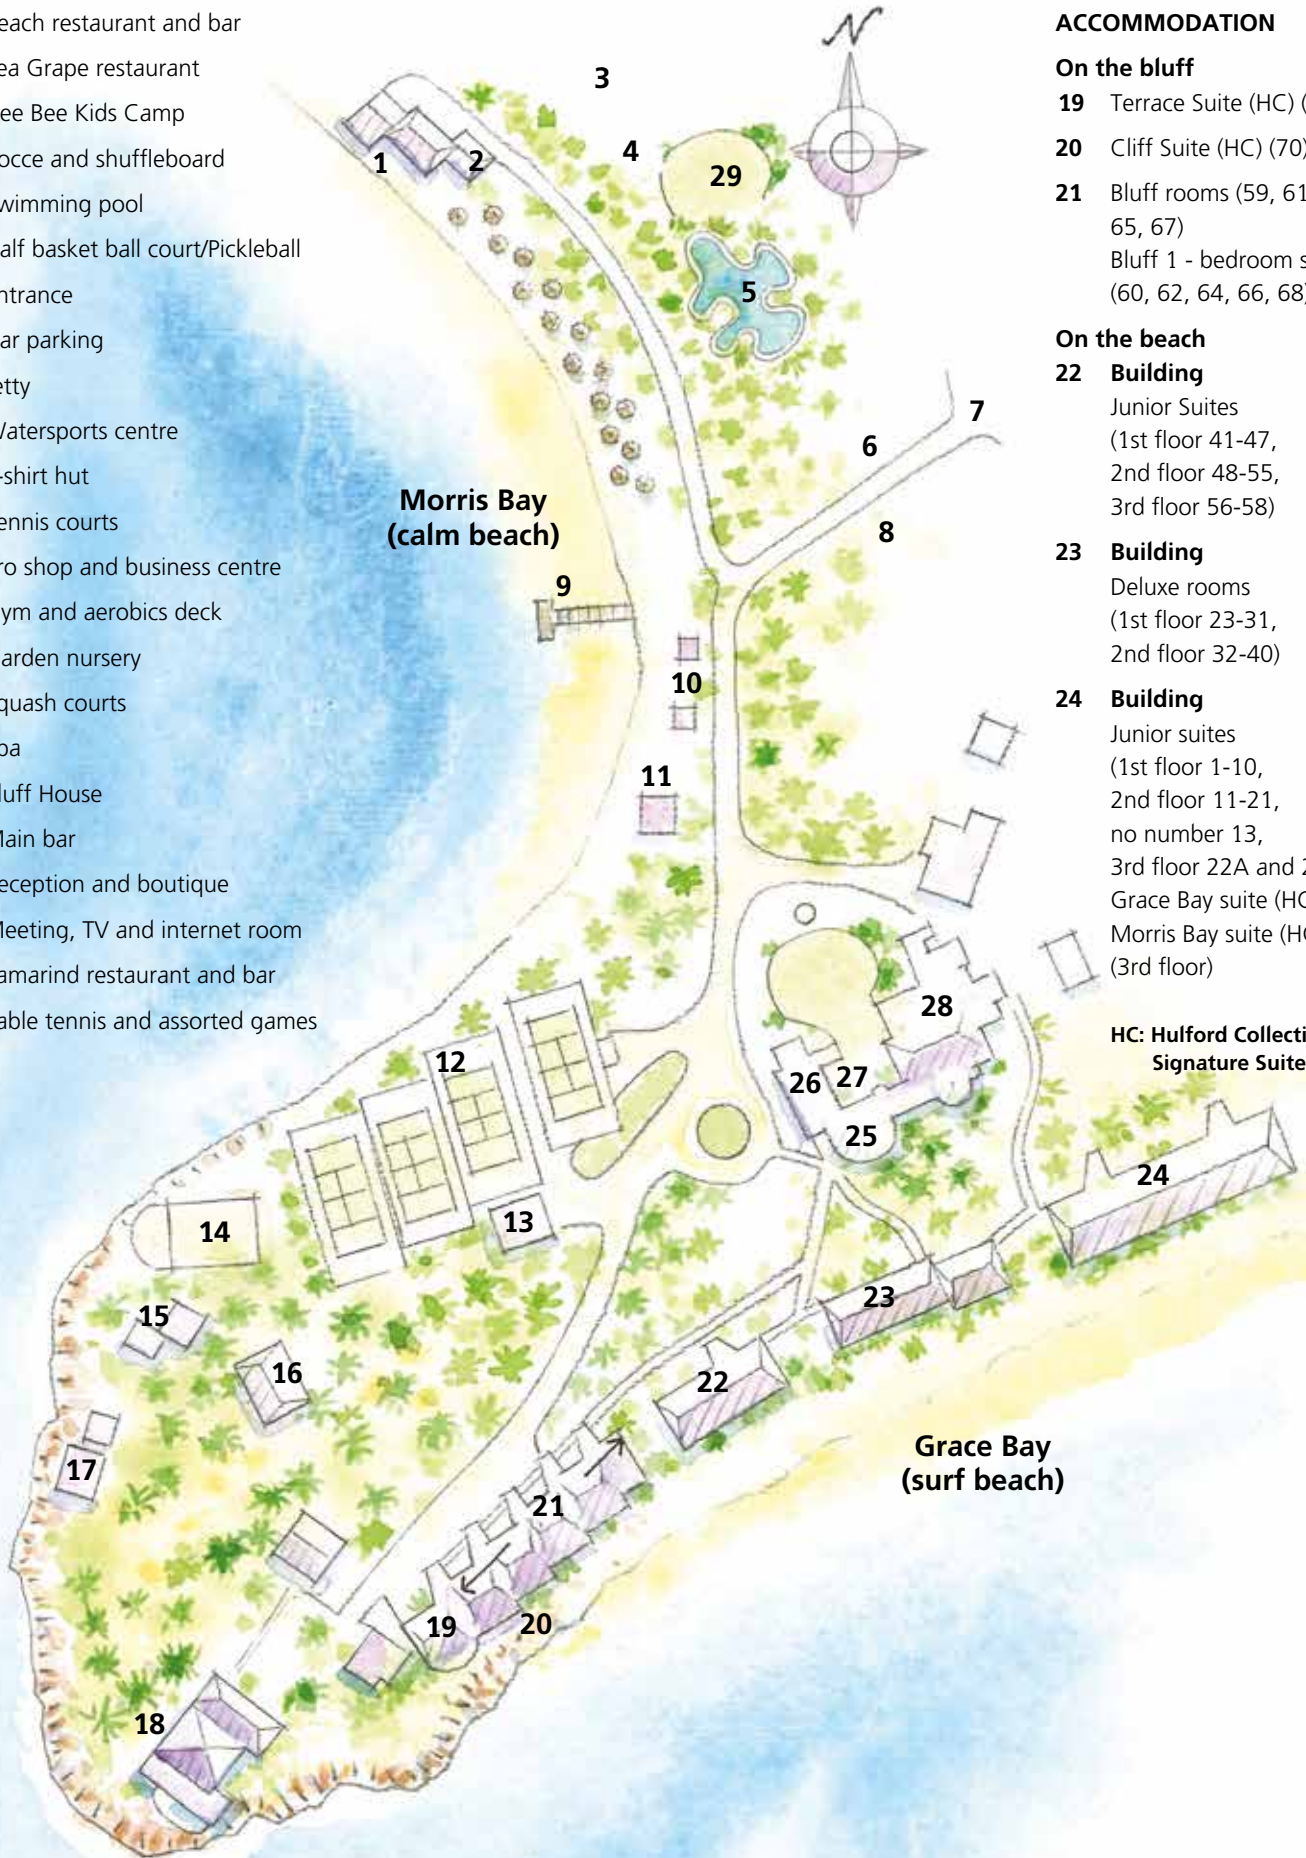 each restaurant and bar
ea Grape restaurant
ee Bee Kids Camp
occe and shuffleboard
wimming pool
alf basket ball court/Pickleball
ntrance
ar parking
etty
Watersports centre
-shirt hut
ennis courts
ro shop and business centre
ym and aerobics deck
arden nursery
quash courts
pa
luff House
Main bar
eception and boutique
Meeting, TV and internet room
amarind restaurant and bar
able tennis and assorted games
N
1
2
3
4
29
5
6
7
8
Morris Bay
(calm beach)
9
10
11
12
13
14
15
16
17
18
19
20
21
22
23
24
25
26
27
28
Grace Bay
(surf beach)
ACCOMMODATION
On the bluff
19 Terrace Suite (HC) (
20 Cliff Suite (HC) (70)
21 Bluff rooms (59, 61
65, 67)
Bluff 1 - bedroom s
(60, 62, 64, 66, 68)
On the beach
22 Building
Junior Suites
(1st floor 41-47,
2nd floor 48-55,
3rd floor 56-58)
23 Building
Deluxe rooms
(1st floor 23-31,
2nd floor 32-40)
24 Building
Junior suites
(1st floor 1-10,
2nd floor 11-21,
no number 13,
3rd floor 22A and 2
Grace Bay suite (HC
Morris Bay suite (HC
(3rd floor)
HC: Hulford Collecti
Signature Suite